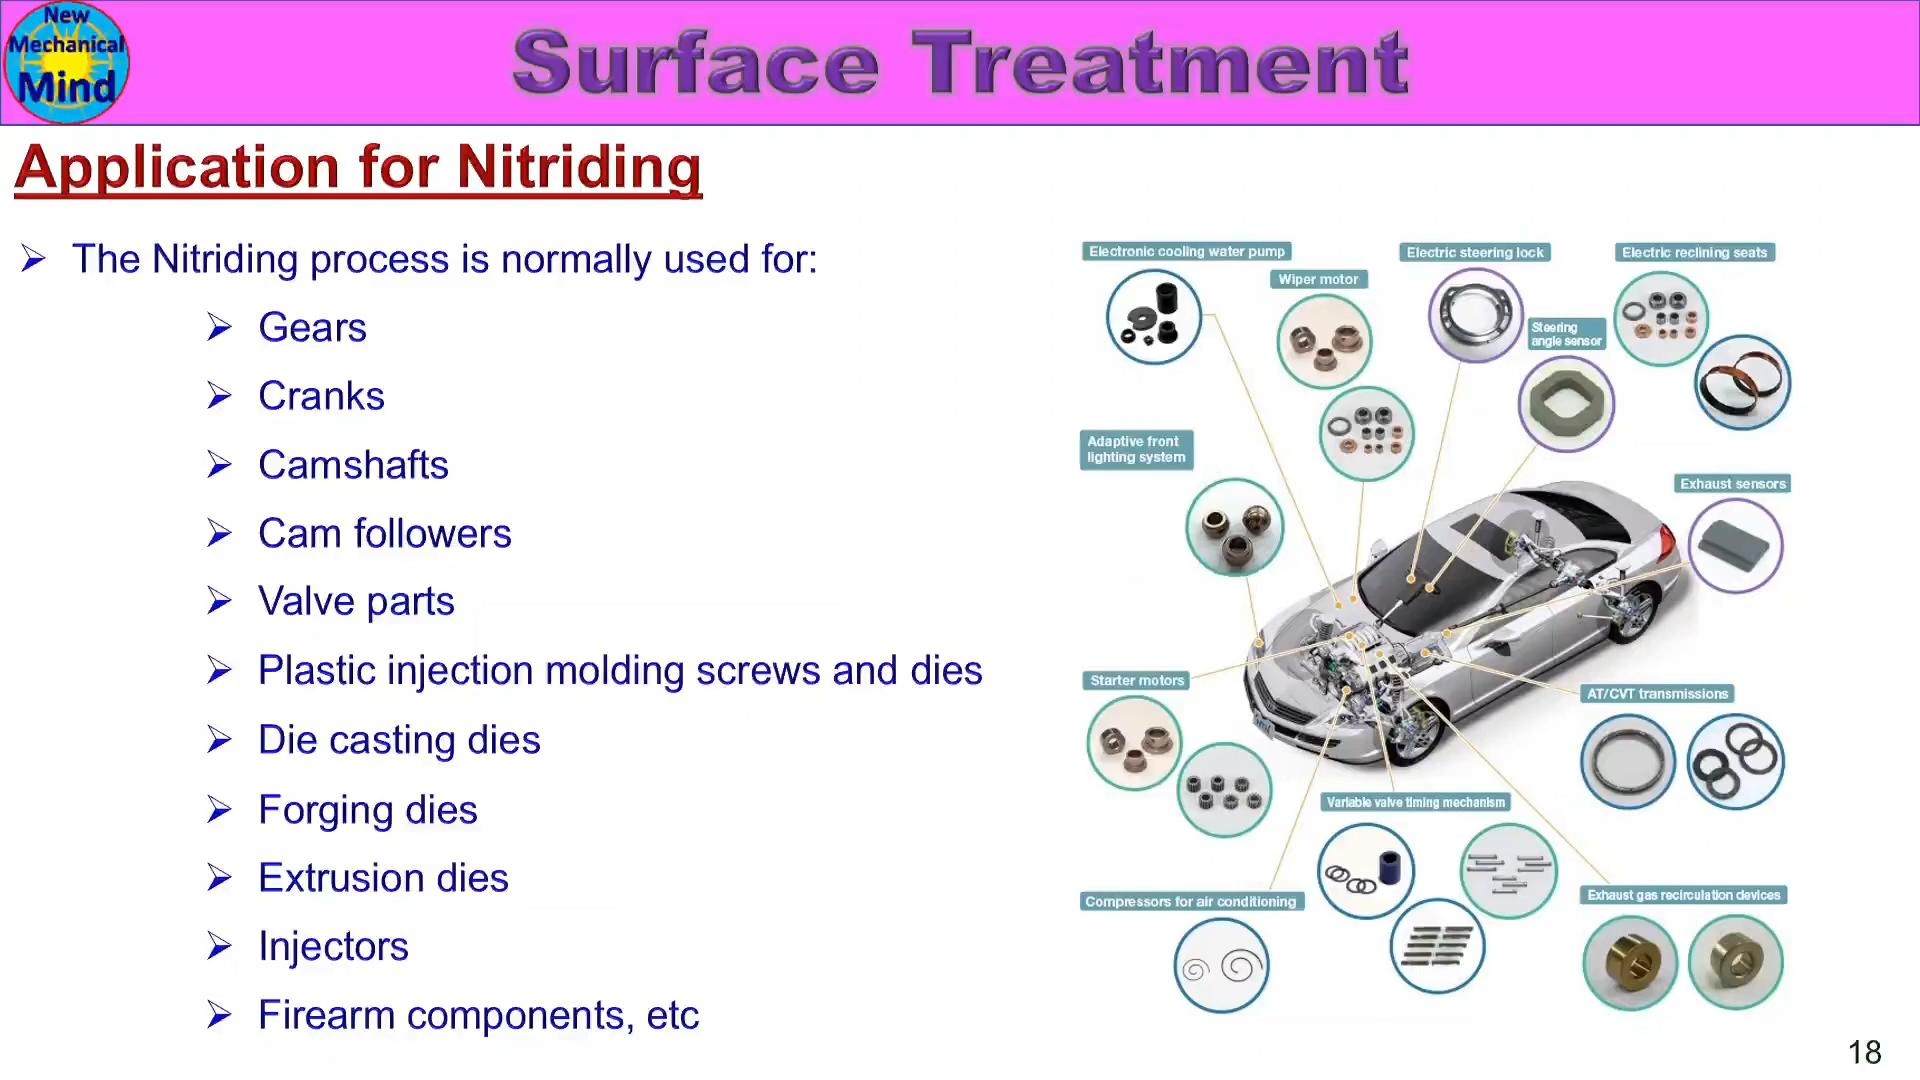 New
Mechanical
Mind
Surface Treatment
Application for Nitriding
The Nitriding process is normally used for:
Gears
Cranks
Camshafts
Cam followers
Valve parts
Plastic injection molding screws and dies
Die casting dies
Forging dies
Extrusion dies
Injectors
Firearm components, etc
Electronic cooling water pump
Wiper motor
Electric steering lock
Electric reclining seats
Steering
angle sensor
Adaptive front
lighting system
Exhaust sensors
Starter motors
AT/CVT transmissions
Variable valve timing mechanism
Compressors for air conditioning
Exhaust gas recirculation devices
18